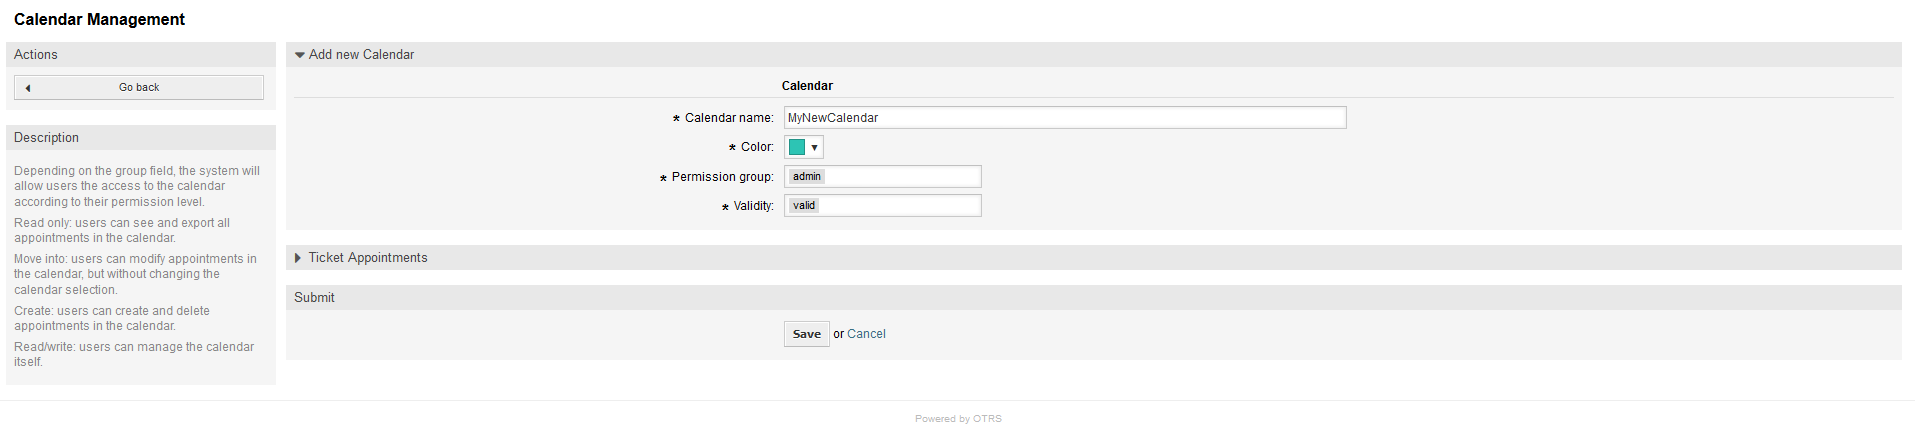 Calendar Management
Actions
Go back
Description
Depending on the group field, the system will
allow users the access to the calendar
according to their permission level.
Read only: users can see and export all
appointments in the calendar.
Move into: users can modify appointments in
the calendar, but without changing the
calendar selection.
Create: users can create and delete
appointments in the calendar.
Read/write: users can manage the calendar
itself.
Add new Calendar
Calendar
* Calendar name: MyNewCalendar
* Color:
* Permission group: admin
* Validity: valid
Ticket Appointments
Submit
Save or Cancel
Powered by OTRS